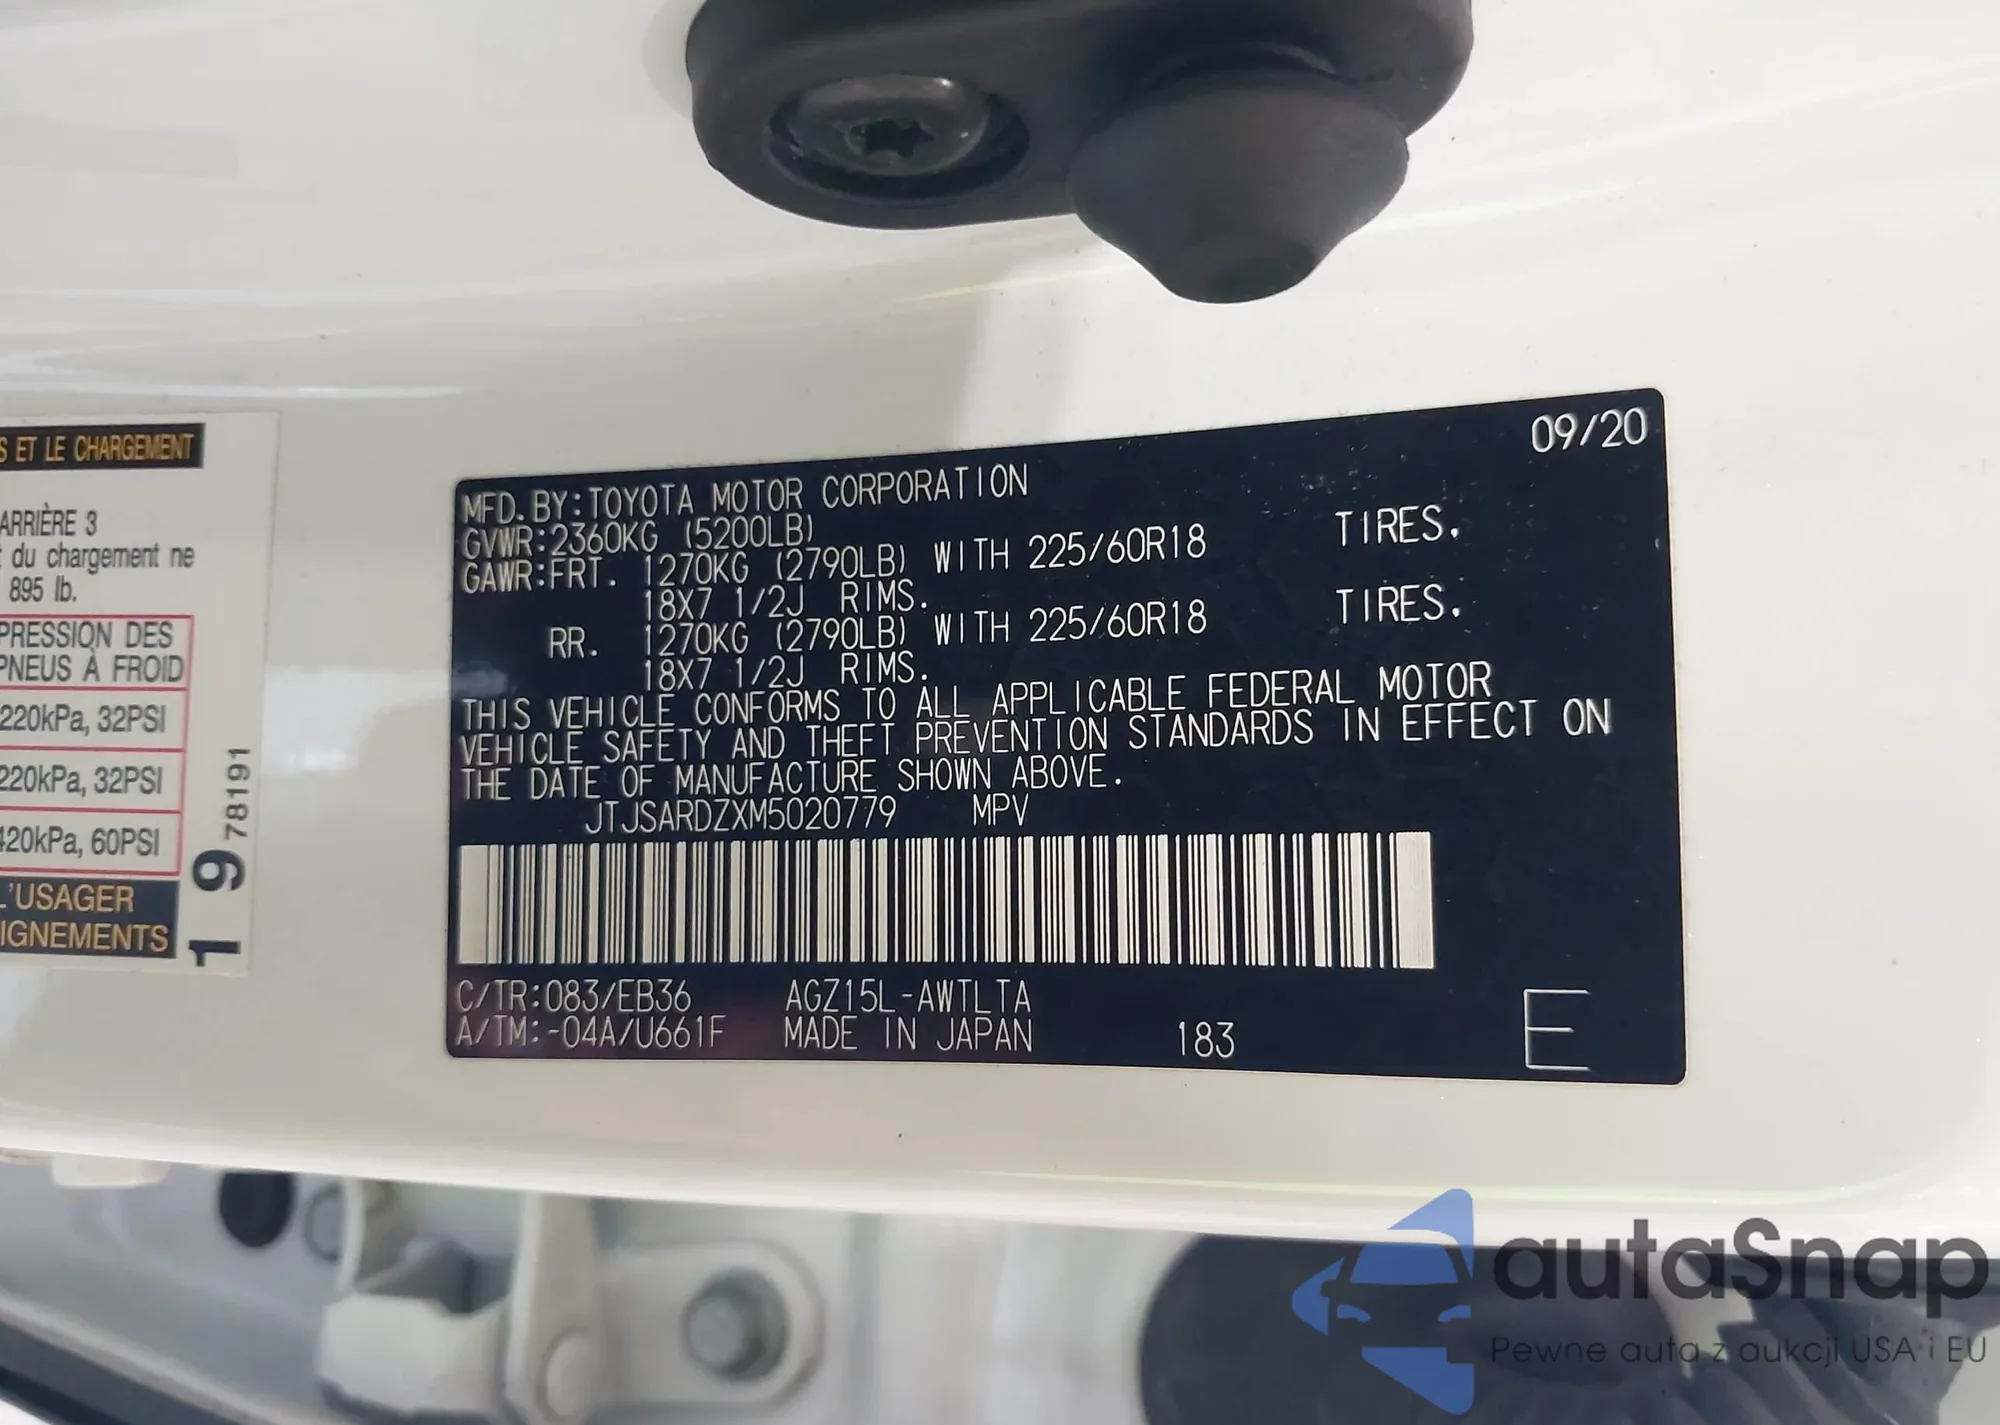 S ET LE CHARGEMENT
ARRIÈRE 3
du chargement ne
895 lb.
PRESSION DES
PNEUS À FROID
220kPa, 32PSI
220kPa, 32PSI
420kPa, 60PSI
L'USAGER
IGNEMENTS
1 9 78191
09/20
MFD. BY: TOYOTA MOTOR CORPORATION
GVWR: 2360KG (5200LB)
GAWR: FRT. 1270KG (2790LB) WITH 225/60R18 TIRES.
18X7 1/2J RIMS.
RR. 1270KG (2790LB) WITH 225/60R18 TIRES.
18X7 1/2J RIMS.
THIS VEHICLE CONFORMS TO ALL APPLICABLE FEDERAL MOTOR
VEHICLE SAFETY AND THEFT PREVENTION STANDARDS IN EFFECT ON
THE DATE OF MANUFACTURE SHOWN ABOVE.
JTJSARDZXM5020779 MPV
C/TR: 083/EB36 AGZ15L-AWTLTA
A/TM: -04A/U661F MADE IN JAPAN 183 E
autaSnap
Pewne auta z aukcji USA i EU